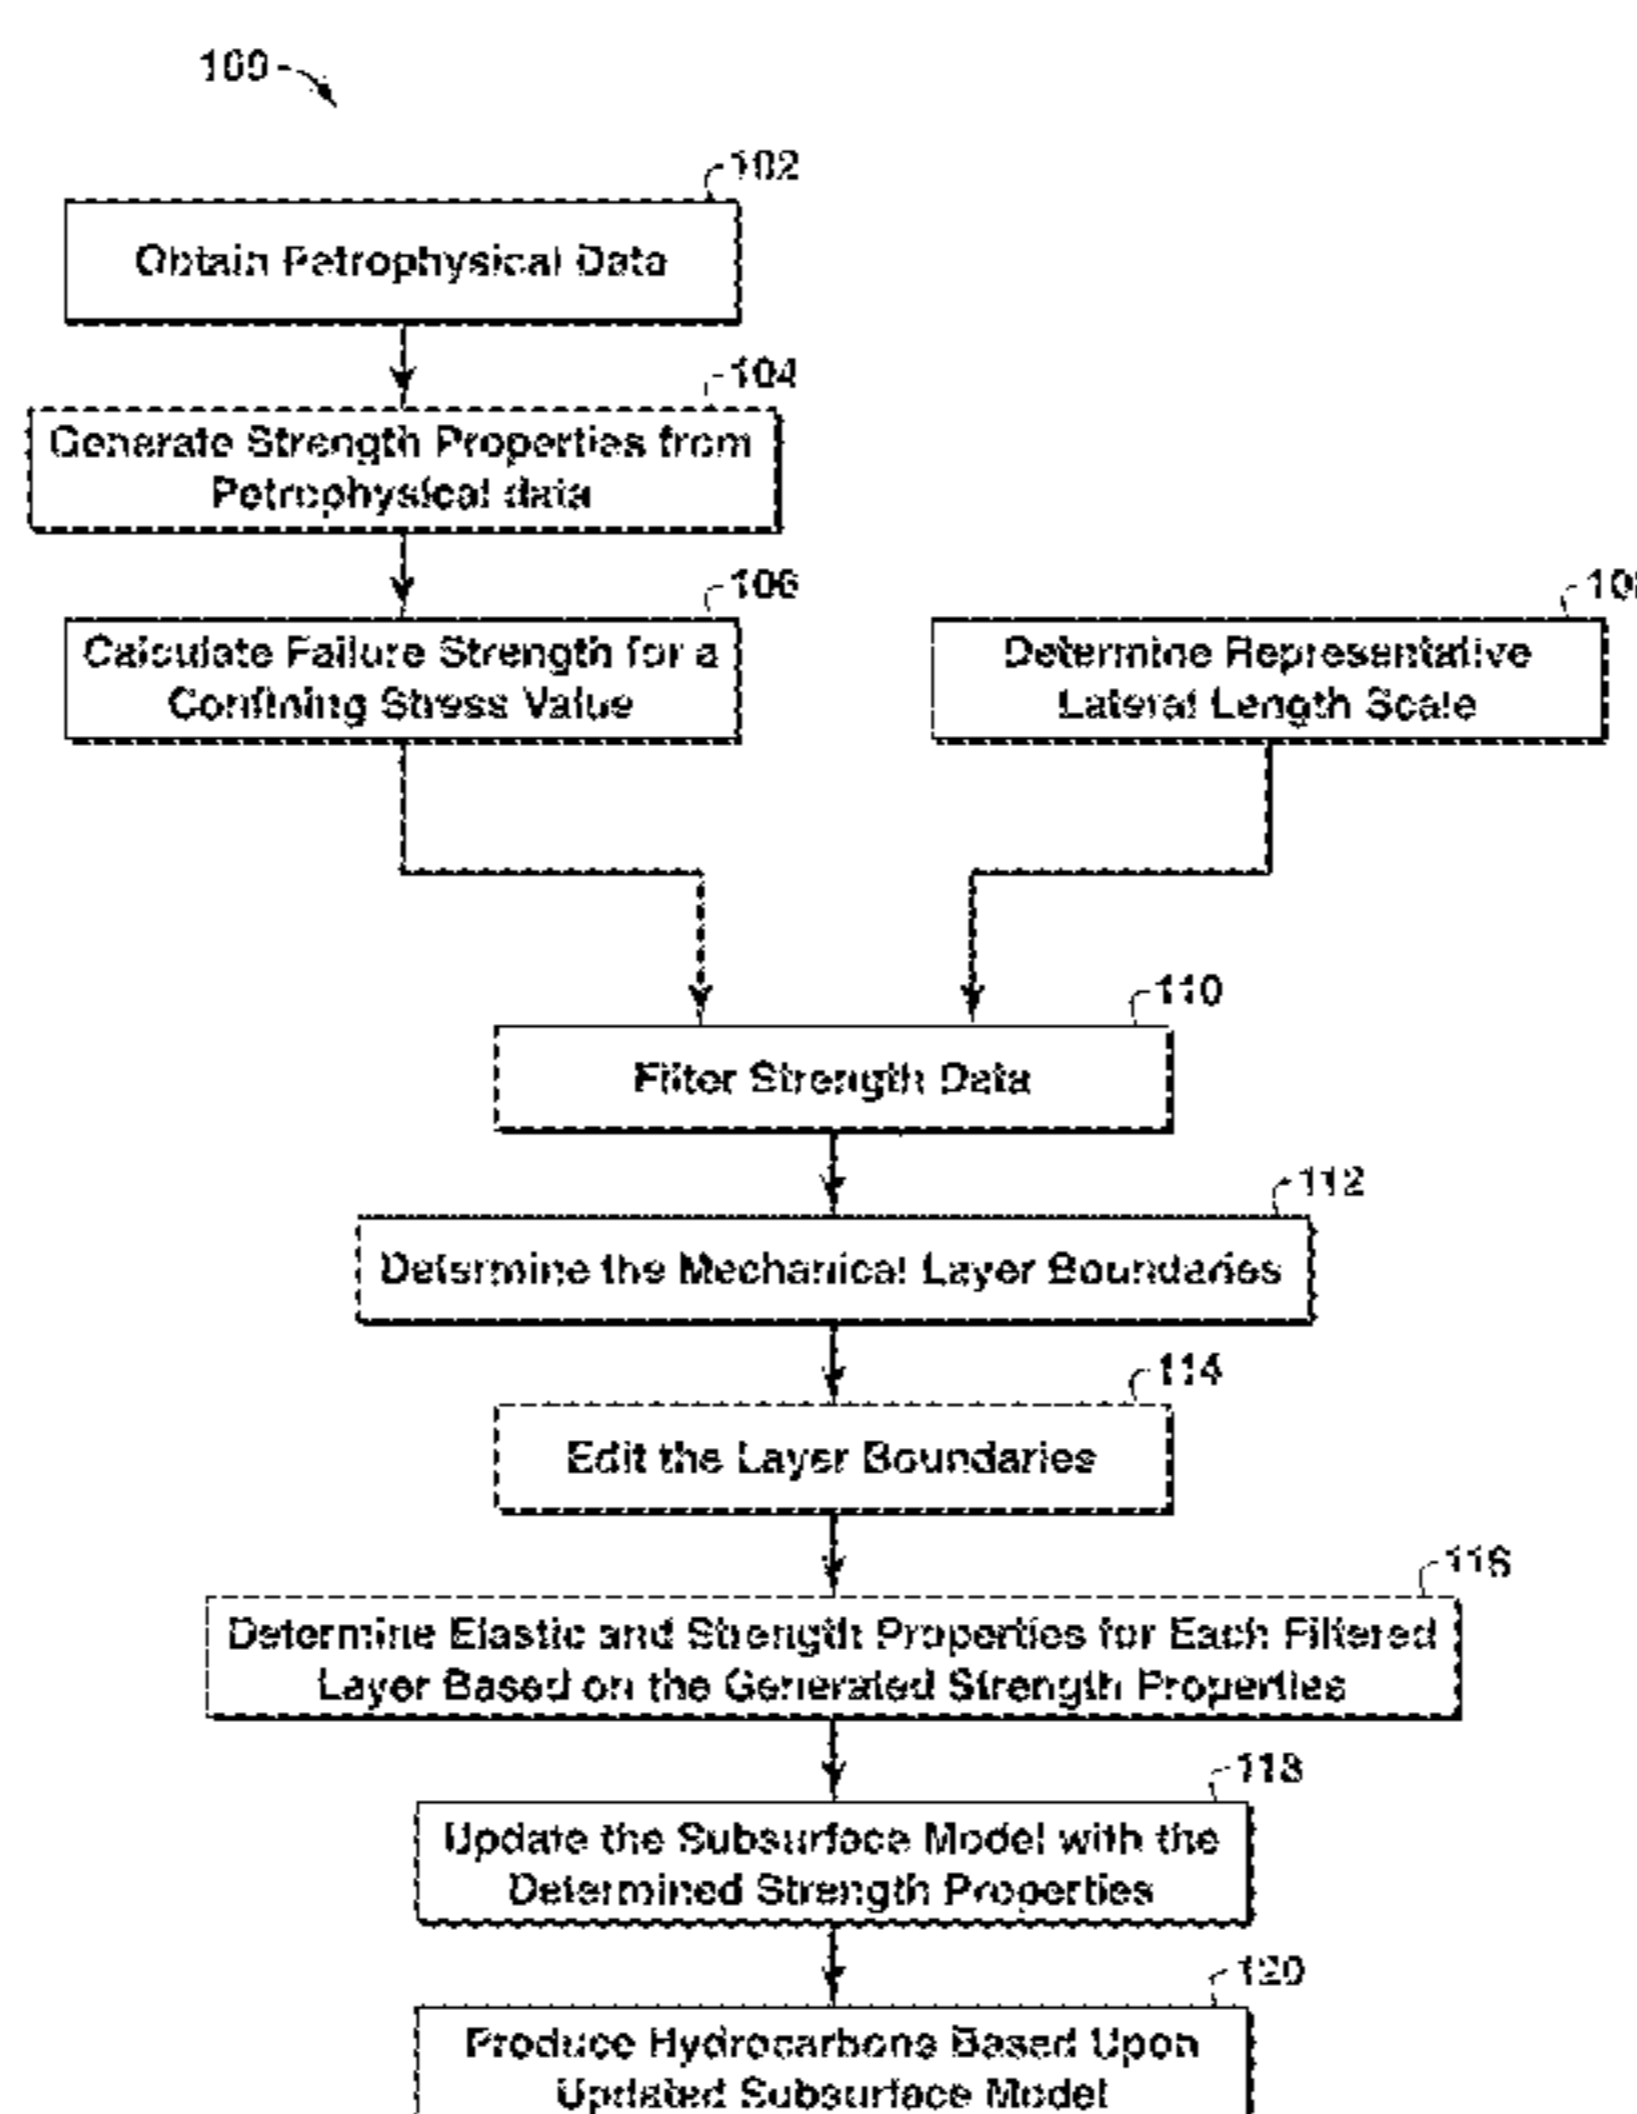 100
102
Obtain Petrophysical Data
104
Generate Strength Properties from
Petrophysical data
106
Calculate Failure Strength for a
Confining Stress Value
Determine Representative
Lateral Length Scale
110
Filter Strength Data
112
Determine the Mechanical Layer Boundaries
114
Edit the Layer Boundaries
116
Determine Elastic and Strength Properties for Each Filtered
Layer Based on the Generated Strength Properties
118
Update the Subsurface Model with the
Determined Strength Properties
120
Produce Hydrocarbons Based Upon
Updated Subsurface Model